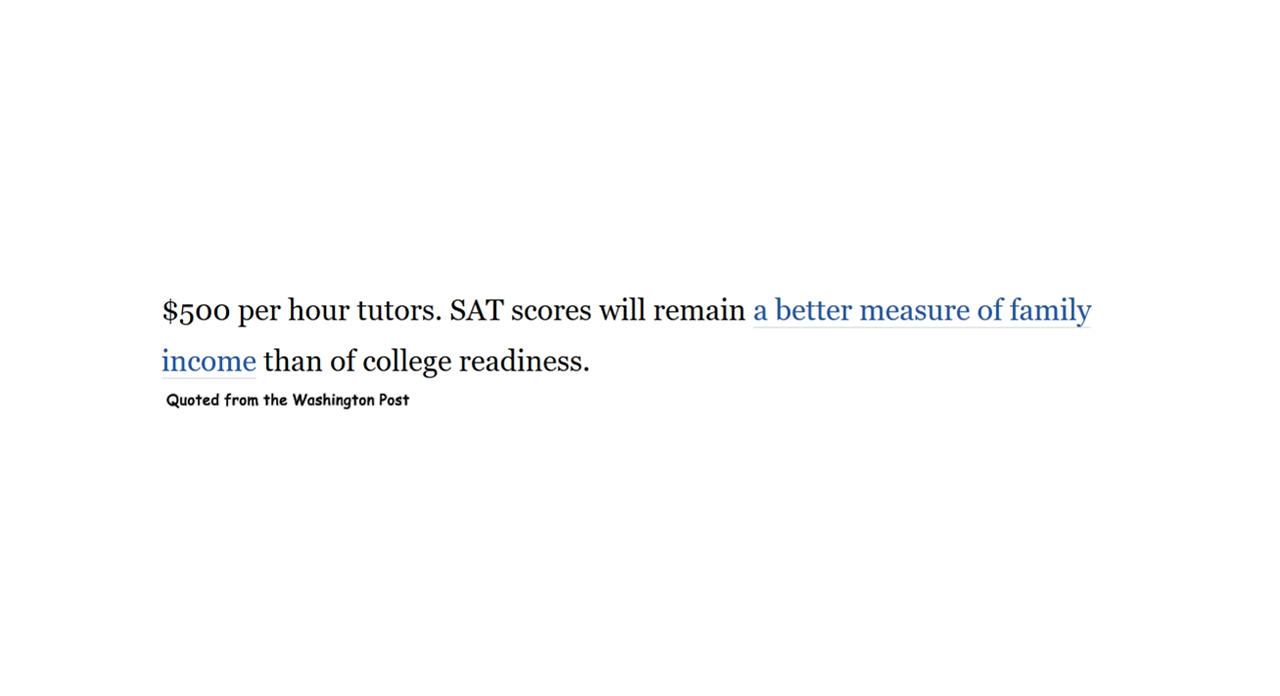 $500 per hour tutors. SAT scores will remain a better measure of family
income than of college readiness.
Quoted from the Washington Post